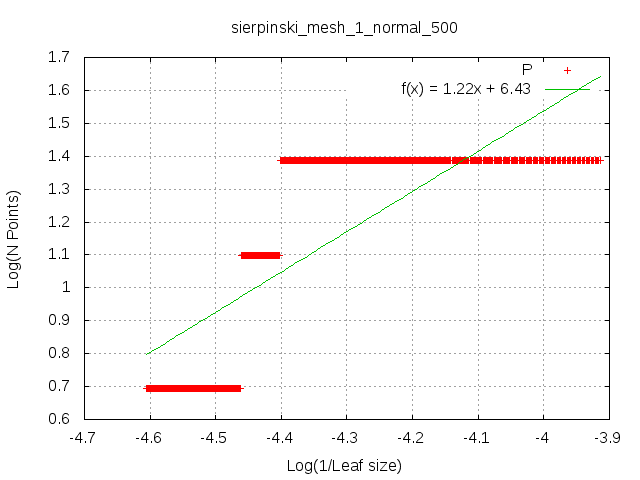 sierpinski_mesh_1_normal_500
1.7
1.6
1.5
1.4
1.3
1.2
1.1
1
0.9
0.8
0.7
0.6
Log(N Points)
P
f(x) = 1.22x + 6.43
-4.7 -4.6 -4.5 -4.4 -4.3 -4.2 -4.1 -4 -3.9
Log(1/Leaf size)